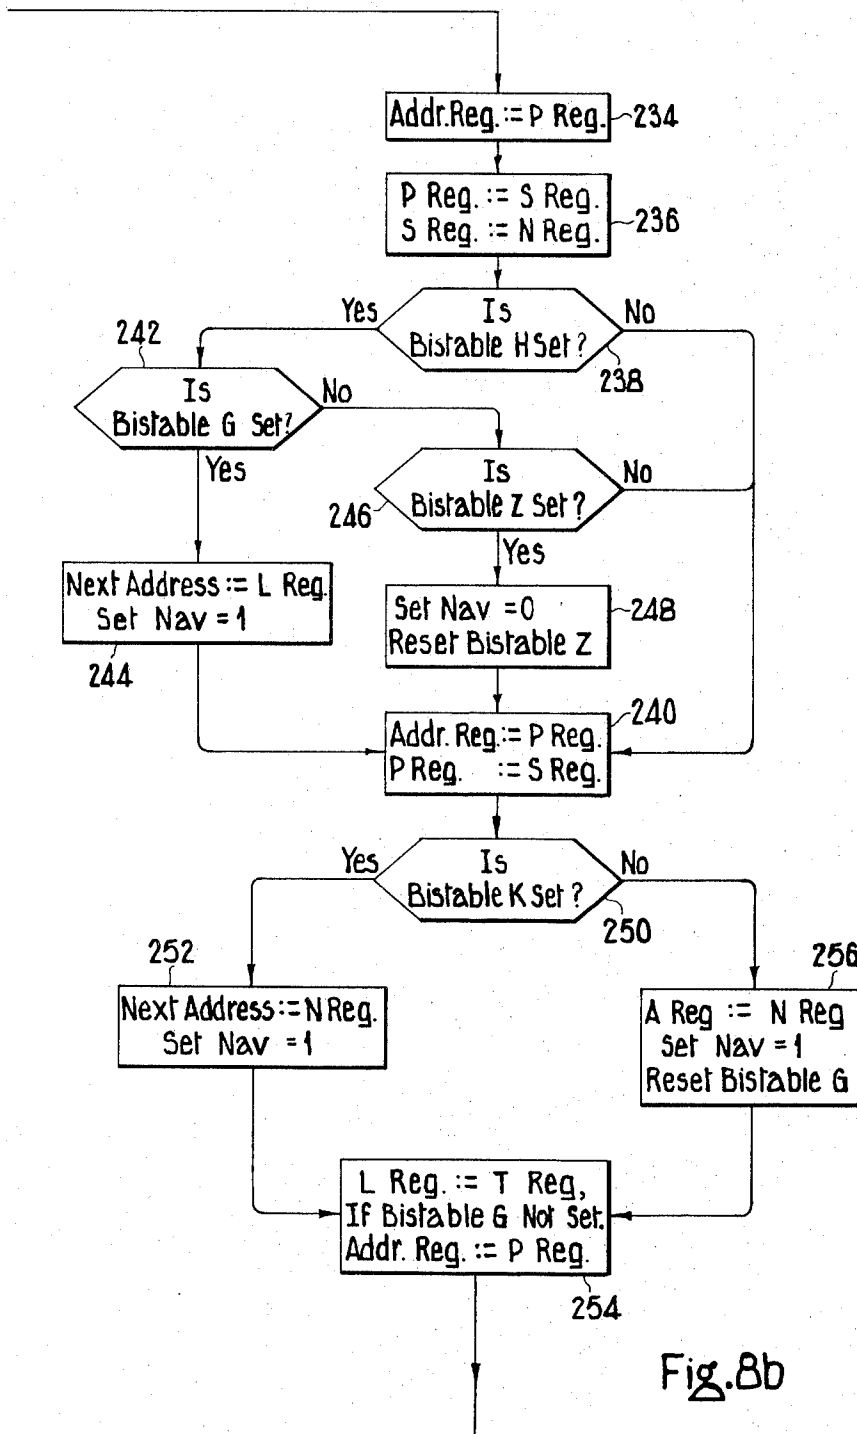 Addr.Reg.:= P Reg.
234
P Reg. := S Reg.
S Reg. := N Reg.
236
Yes
Is
Bistable H Set?
No
238
242
Is
Bistable G Set?
No
Yes
Is
Bistable Z Set?
No
246
Yes
Next Address := L Reg.
Set Nav = 1
244
Set Nav =0
Reset Bistable Z
248
240
Addr. Reg.:= P Reg.
P Reg. := S Reg.
Yes
Is
Bistable K Set?
No
250
252
Next Address:= N Reg.
Set Nav = 1
256
A Reg := N Reg
Set Nav = 1
Reset Bistable G
L Reg. := T Reg,
If Bistable G Not Set.
Addr. Reg. := P Reg.
254
Fig.8b